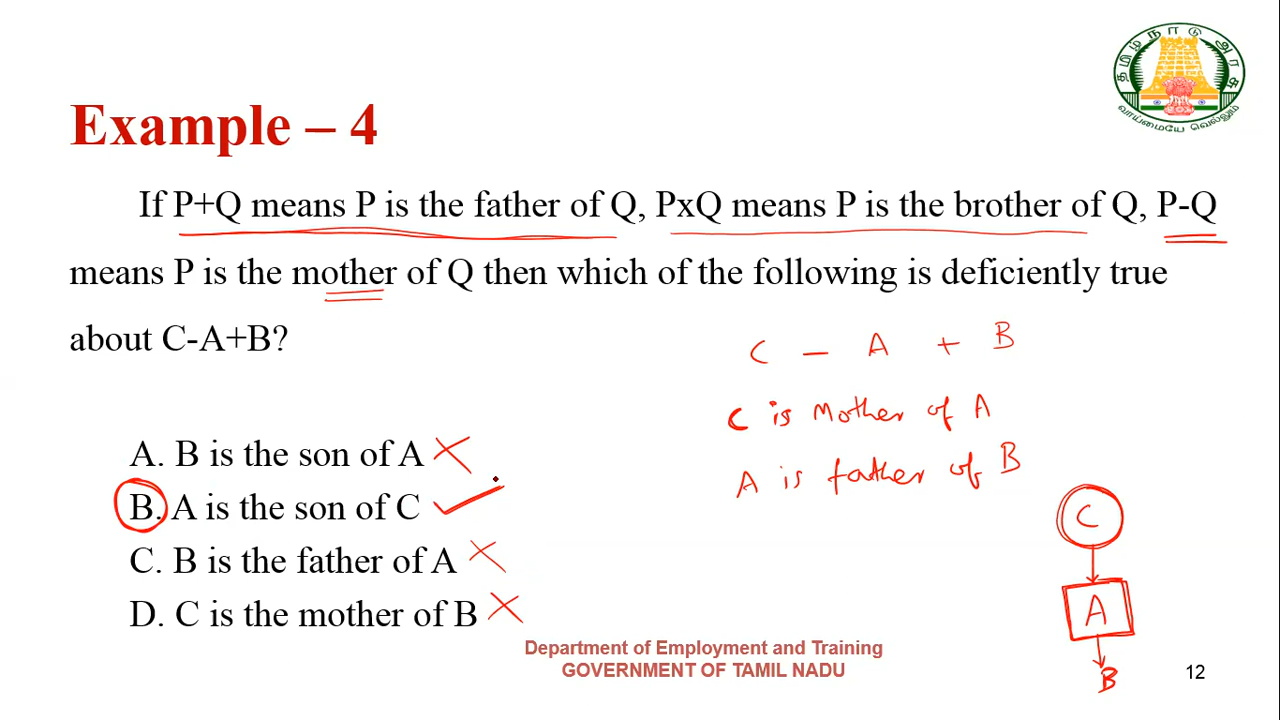 தமிழ்நாடு அரசு
வாய்மையே வெல்லும்
Example – 4
If P+Q means P is the father of Q, PxQ means P is the brother of Q, P-Q
means P is the mother of Q then which of the following is deficiently true
about C-A+B?
C – A + B
C is Mother of A
A is father of B
A. B is the son of A
B. A is the son of C
C. B is the father of A
D. C is the mother of B
C
A
B
Department of Employment and Training
GOVERNMENT OF TAMIL NADU
12